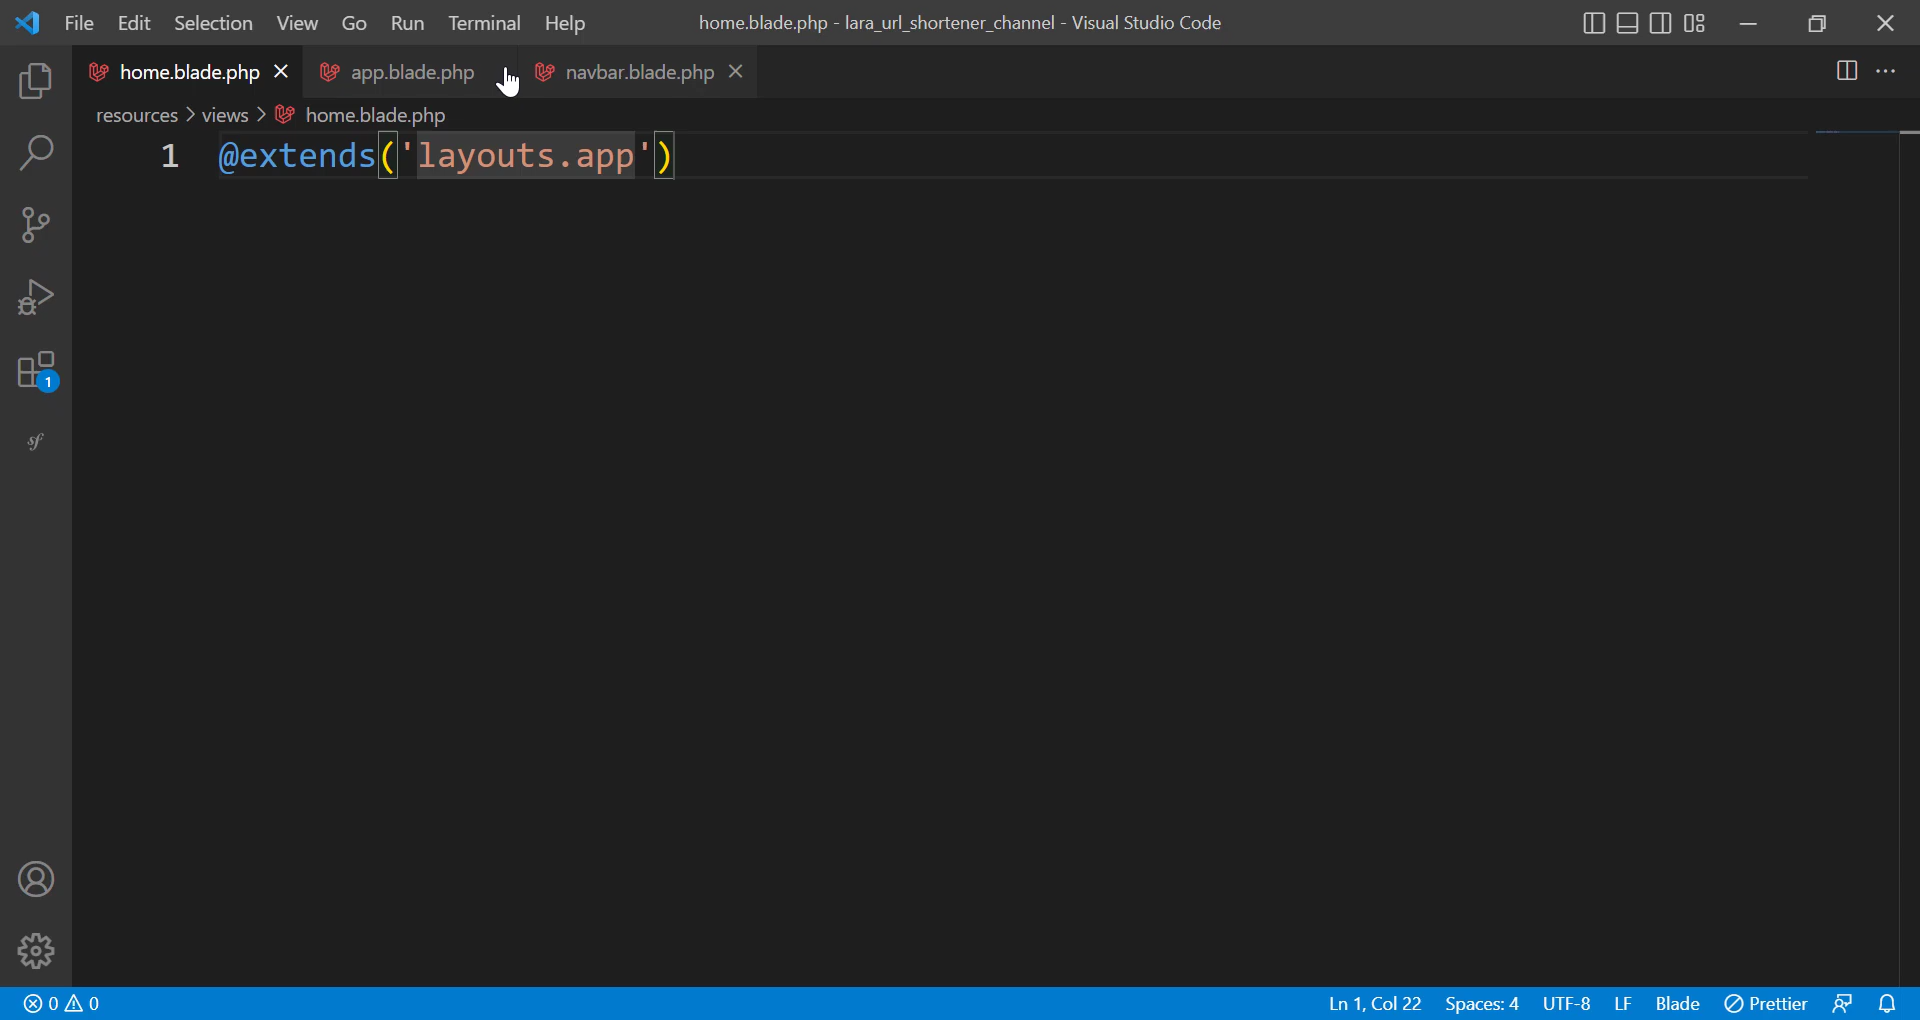 File Edit Selection View Go Run Terminal Help home.blade.php - lara_url_shortener_channel - Visual Studio Code
home.blade.php app.blade.php navbar.blade.php
resources > views > home.blade.php
1 @extends('layouts.app')
1
sf
0 0 Ln 1, Col 22 Spaces: 4 UTF-8 LF Blade Prettier